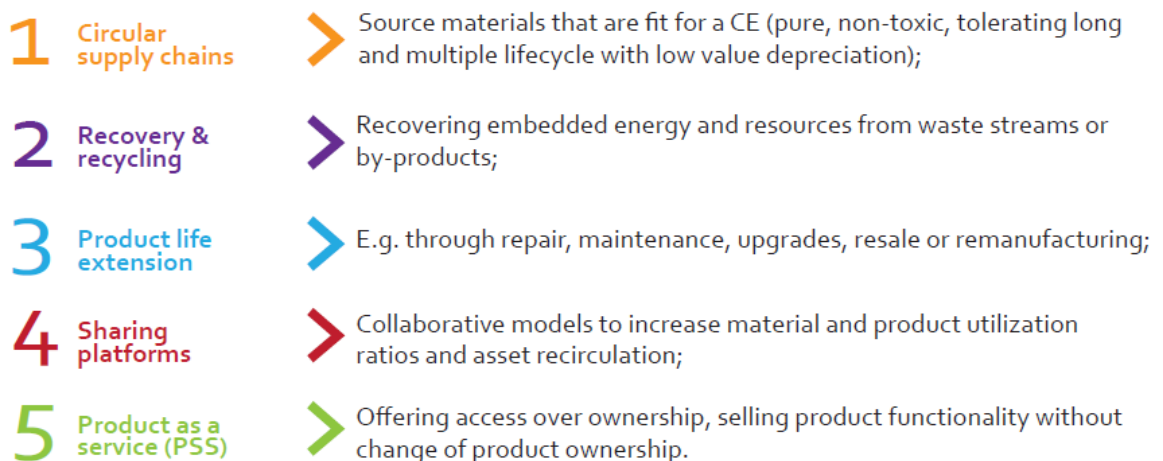 1 Circular
supply chains
Source materials that are fit for a CE (pure, non-toxic, tolerating long
and multiple lifecycle with low value depreciation);
2 Recovery &
recycling
Recovering embedded energy and resources from waste streams or
by-products;
3 Product life
extension
E.g. through repair, maintenance, upgrades, resale or remanufacturing;
4 Sharing
platforms
Collaborative models to increase material and product utilization
ratios and asset recirculation;
5 Product as a
service (PSS)
Offering access over ownership, selling product functionality without
change of product ownership.